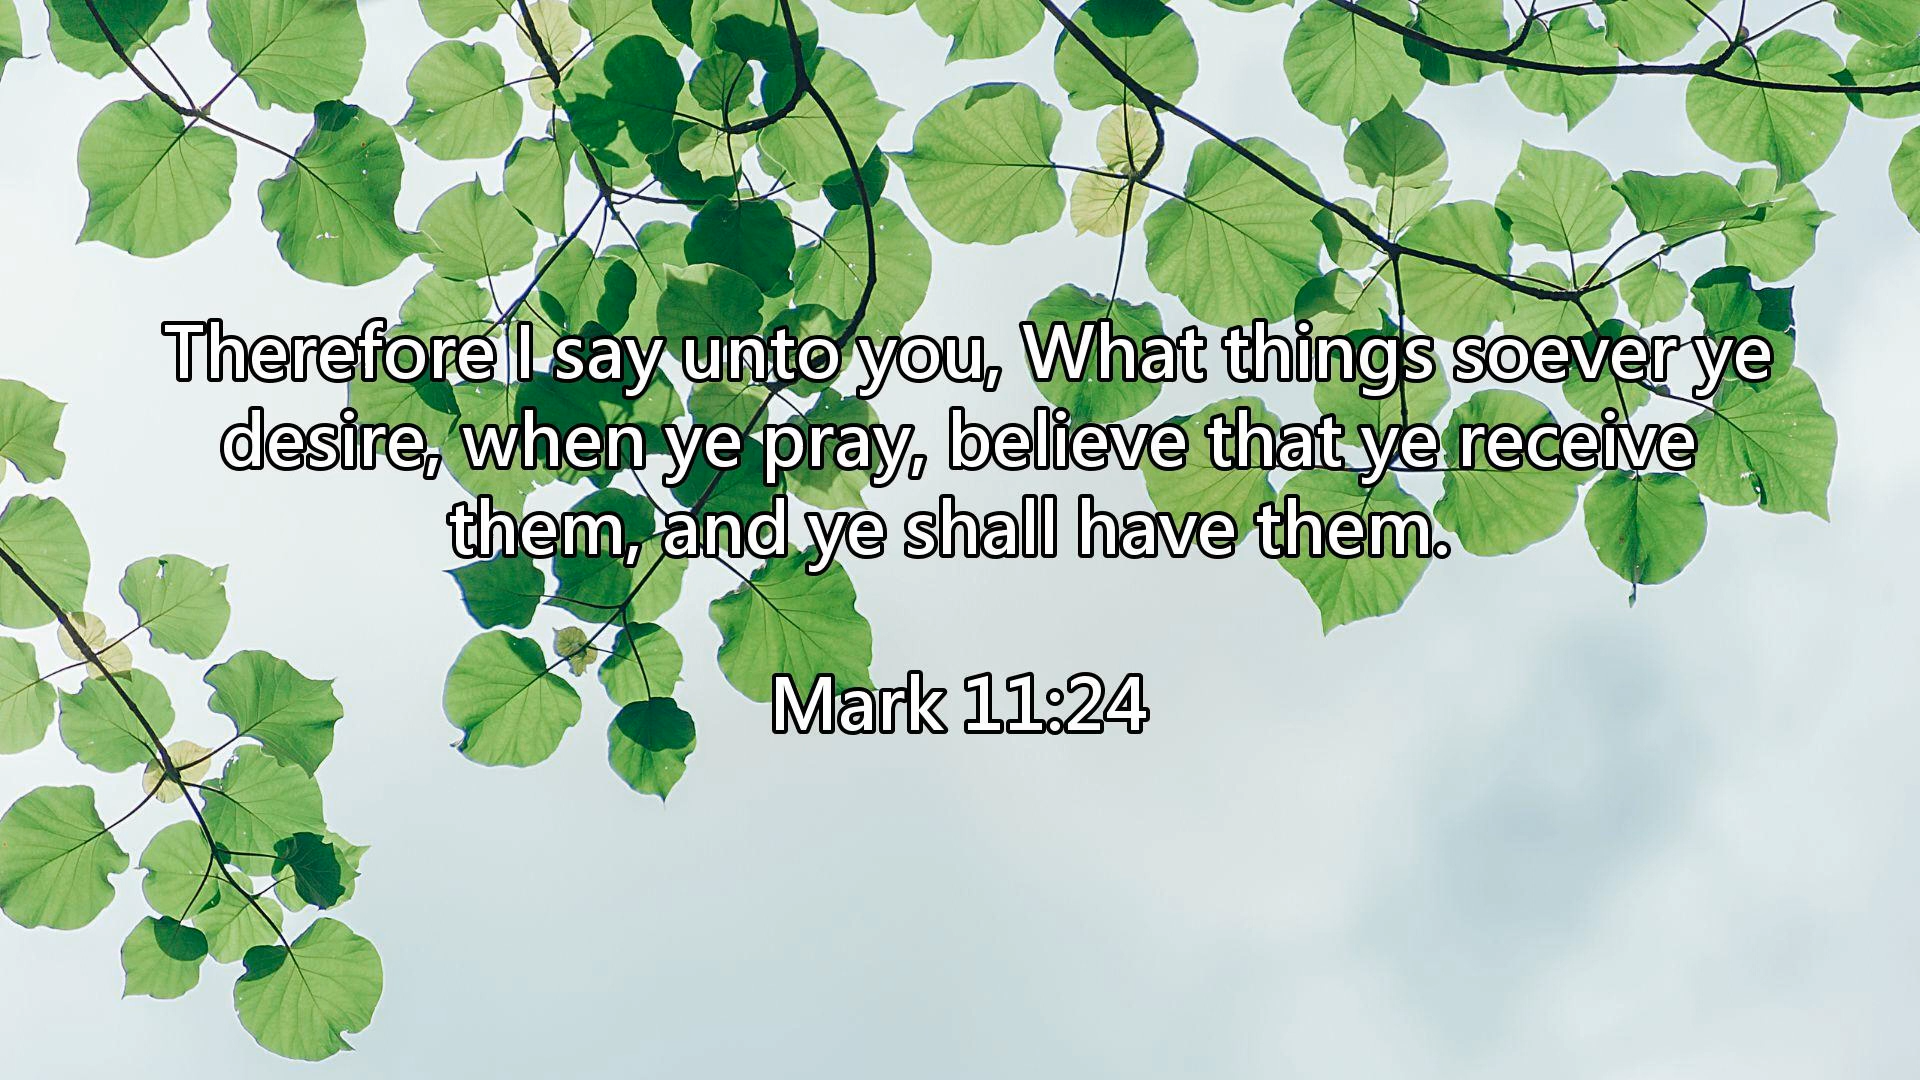 Therefore I say unto you, What things soever ye
desire, when ye pray, believe that ye receive
them, and ye shall have them.
Mark 11:24